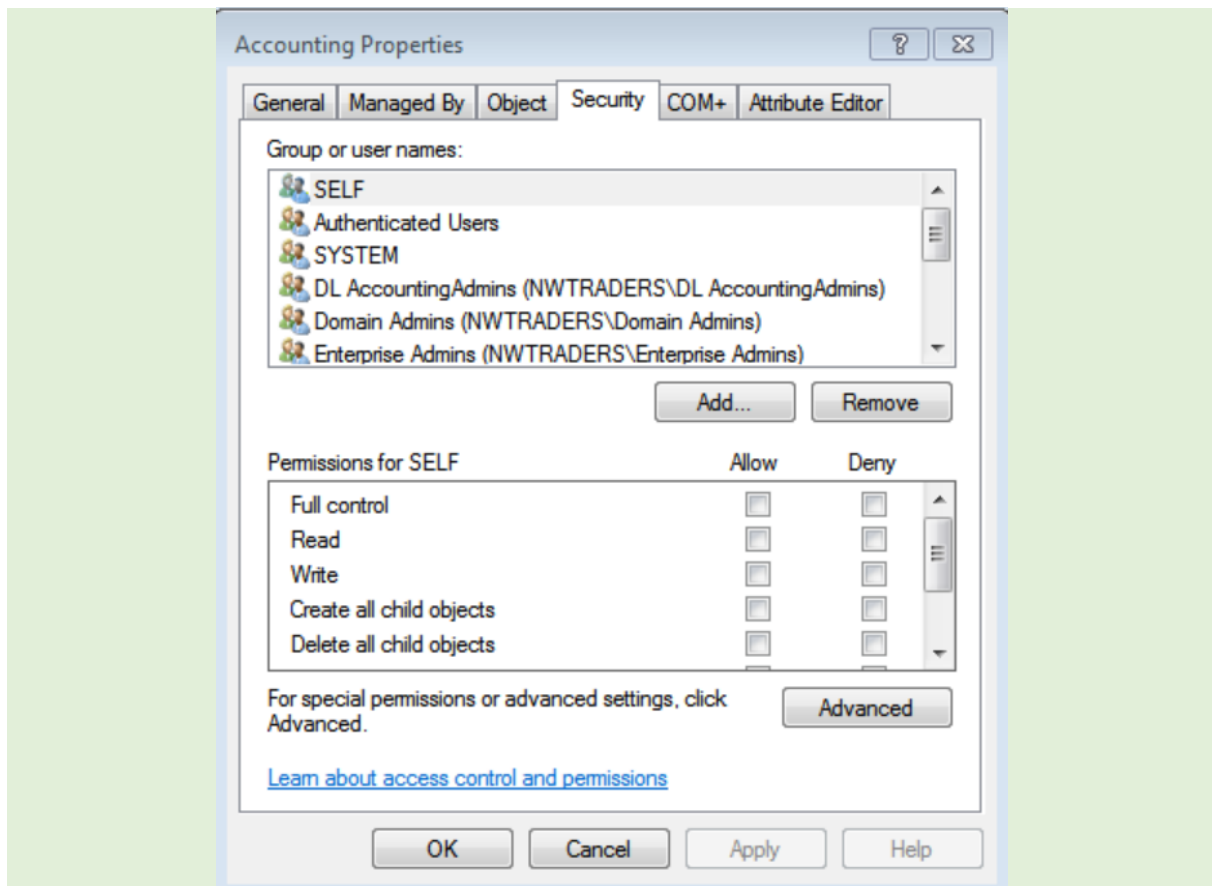 Accounting Properties
General Managed By Object Security COM+ Attribute Editor
Group or user names:
SELF
Authenticated Users
SYSTEM
DL AccountingAdmins (NWTRADERS\DL AccountingAdmins)
Domain Admins (NWTRADERS\Domain Admins)
Enterprise Admins (NWTRADERS\Enterprise Admins)
Add... Remove
Permissions for SELF Allow Deny
Full control
Read
Write
Create all child objects
Delete all child objects
For special permissions or advanced settings, click
Advanced.
Advanced
Learn about access control and permissions
OK Cancel Apply Help